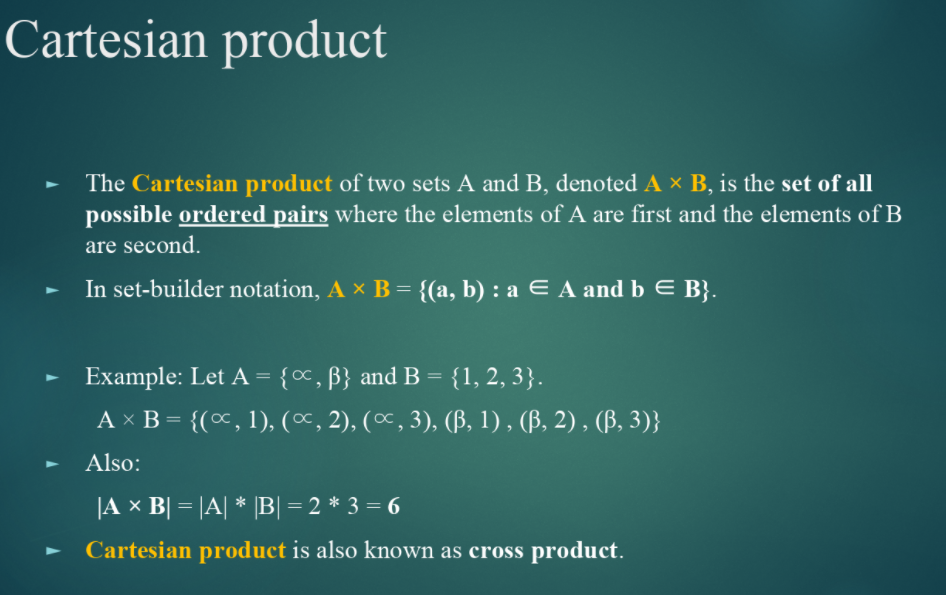 Cartesian product
► The Cartesian product of two sets A and B, denoted A × B, is the set of all
possible ordered pairs where the elements of A are first and the elements of B
are second.
► In set-builder notation, A × B = {(a, b) : a ∈ A and b ∈ B}.
► Example: Let A = {∝, β} and B = {1, 2, 3}.
A × B = {(∝, 1), (∝, 2), (∝, 3), (β, 1) , (β, 2) , (β, 3)}
► Also:
|A × B| = |A| * |B| = 2 * 3 = 6
► Cartesian product is also known as cross product.